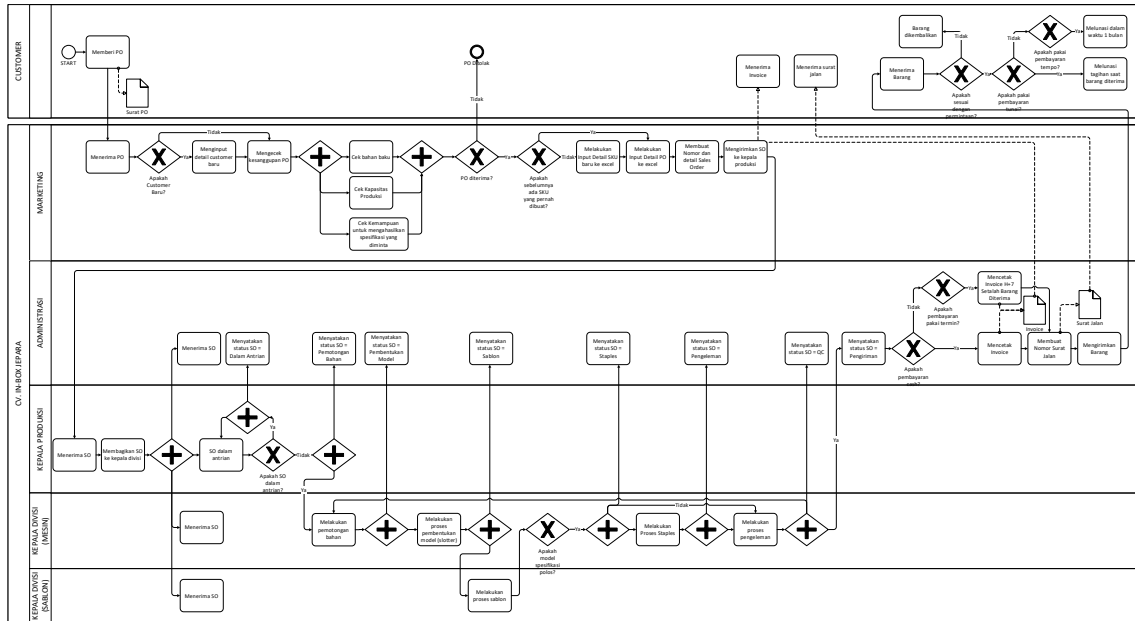 CUSTOMER
START
Memberi PO
Surat PO
PO Ditolak
Tidak
Menerima
Invoice
Menerima surat
jalan
Menerima
Barang
Barang
dikembalikan
Tidak
Apakah
sesuai
dengan
permintaan?
Ya
Tidak
Apakah pakai
pembayaran
tunai?
Apakah pakai
pembayaran
tempo?
Ya
Melunasi dalam
waktu 1 bulan
Ya
Melunasi
tagihan saat
barang diterima
CV. IN-BOX JEPARA
MARKETING
Menerima PO
Tidak
Apakah
Customer
Baru?
Ya
Menginput
detail customer
baru
Mengecek
kesanggupan PO
Cek bahan baku
Cek Kapasitas
Produksi
Cek Kemampuan
untuk mengahasilkan
spesifikasi yang
diminta
PO diterima?
Ya
Apakah
sebelumnya
ada SKU
yang pernah
dibuat?
Tidak
Melakukan
Input Detail SKU
baru ke excel
Melakukan
Input Detail PO
ke excel
Membuat
Nomor dan
detail Sales
Order
Mengirimkan SO
ke kepala
produksi
ADMINISTRASI
Menerima SO
Menyatakan
status SO =
Dalam Antrian
Menyatakan
status SO =
Pemotongan
Bahan
Menyatakan
status SO =
Pembentukan
Model
Menyatakan
status SO =
Sablon
Menyatakan
status SO =
Staples
Menyatakan
status SO =
Pengeleman
Menyatakan
status SO = QC
Menyatakan
status SO =
Pengiriman
Ya
Apakah
pembayaran
cash?
Tidak
Apakah
pembayaran
pakai termin?
Ya
Mencetak
Invoice H+7
Setalah Barang
Diterima
Ya
Invoice
Surat Jalan
Mencetak
Invoice
Membuat
Nomor Surat
Jalan
Mengirimkan
Barang
KEPALA PRODUKSI
Menerima SO
Membagikan SO
ke kepala divisi
SO dalam
antrian
Ya
Apakah SO
dalam
antrian?
Tidak
Ya
KEPALA DIVISI
(MESIN)
Menerima SO
Melakukan
pemotongan
bahan
Melakukan
proses
pembentukan
model (slotter)
Apakah
model
spesifikasi
polos?
Ya
Tidak
Melakukan
Proses Staples
Melakukan
proses
pengeleman
KEPALA DIVISI
(SABLON)
Menerima SO
Melakukan
proses sablon